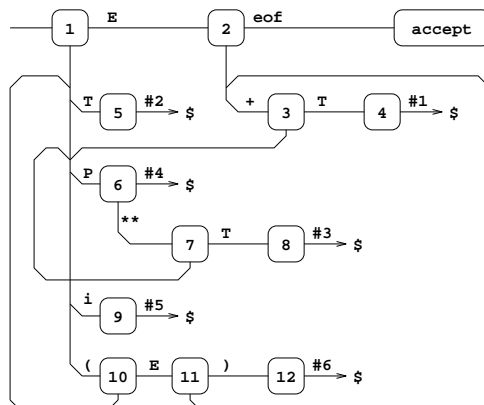 1 E 2 eof accept
T 5 #2 $ + 3 T 4 #1 $
P 6 #4 $
** 7 T 8 #3 $
i 9 #5 $
( 10 E 11 ) 12 #6 $